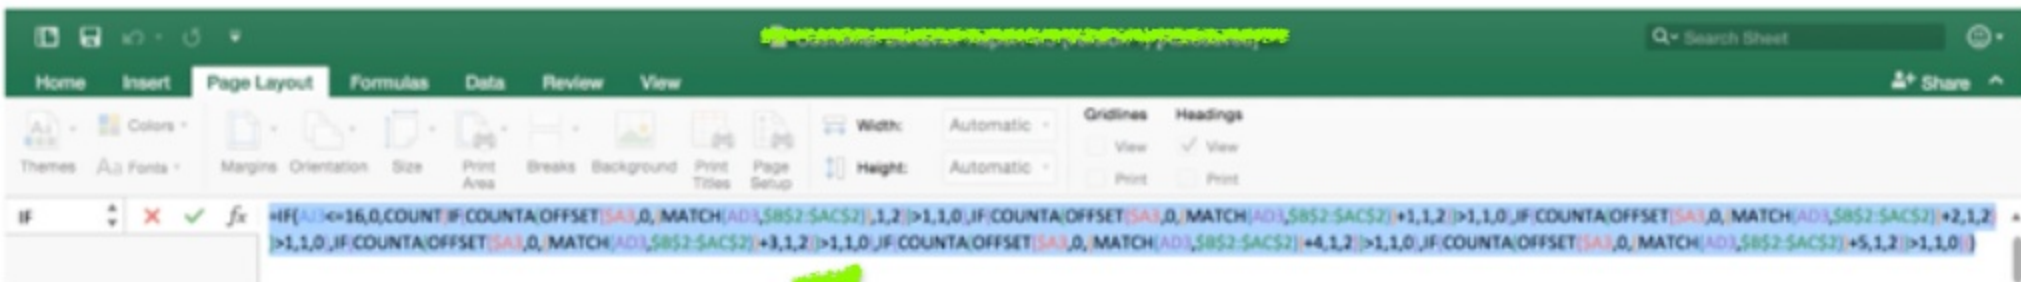 Search Sheet
Home Insert Page Layout Formulas Data Review View Share
Colors Width: Automatic Gridlines Headings
View View
Themes Fonts Margins Orientation Size Print Area Breaks Background Print Titles Page Setup Height: Automatic
Print Print
IF fx =IF(AJ3<=16,0,COUNT(IF(COUNTA(OFFSET($A3,0,(MATCH(AD3,$B$2:$AC$2)),1,2))>1,1,0),IF(COUNTA(OFFSET($A3,0,(MATCH(AD3,$B$2:$AC$2))+1,1,2))>1,1,0),IF(COUNTA(OFFSET($A3,0,(MATCH(AD3,$B$2:$AC$2))+2,1,2)
)>1,1,0),IF(COUNTA(OFFSET($A3,0,(MATCH(AD3,$B$2:$AC$2))+3,1,2))>1,1,0),IF(COUNTA(OFFSET($A3,0,(MATCH(AD3,$B$2:$AC$2))+4,1,2))>1,1,0),IF(COUNTA(OFFSET($A3,0,(MATCH(AD3,$B$2:$AC$2))+5,1,2))>1,1,0)))